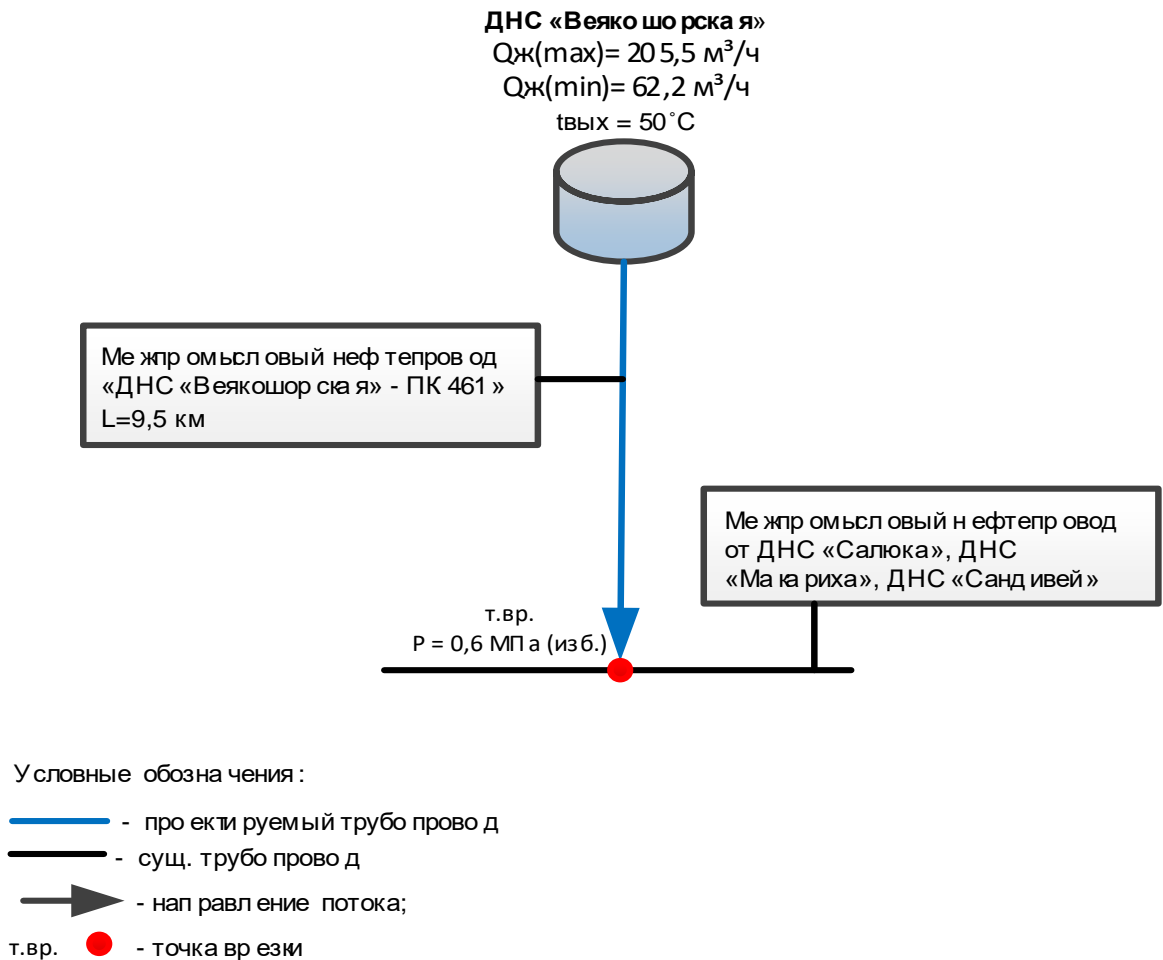 ДНС «Веякошорская»
Qж(max)= 205,5 м³/ч
Qж(min)= 62,2 м³/ч
tвых = 50˚С
Межпромысловый нефтепровод
«ДНС «Веякошорская» - ПК 461»
L=9,5 км
Межпромысловый нефтепровод
от ДНС «Салюка», ДНС
«Макариха», ДНС «Сандивей»
т.вр.
Р = 0,6 МПа (изб.)
Условные обозначения:
- проектируемый трубопровод
- сущ. трубопровод
- направление потока;
т.вр. - точка врезки